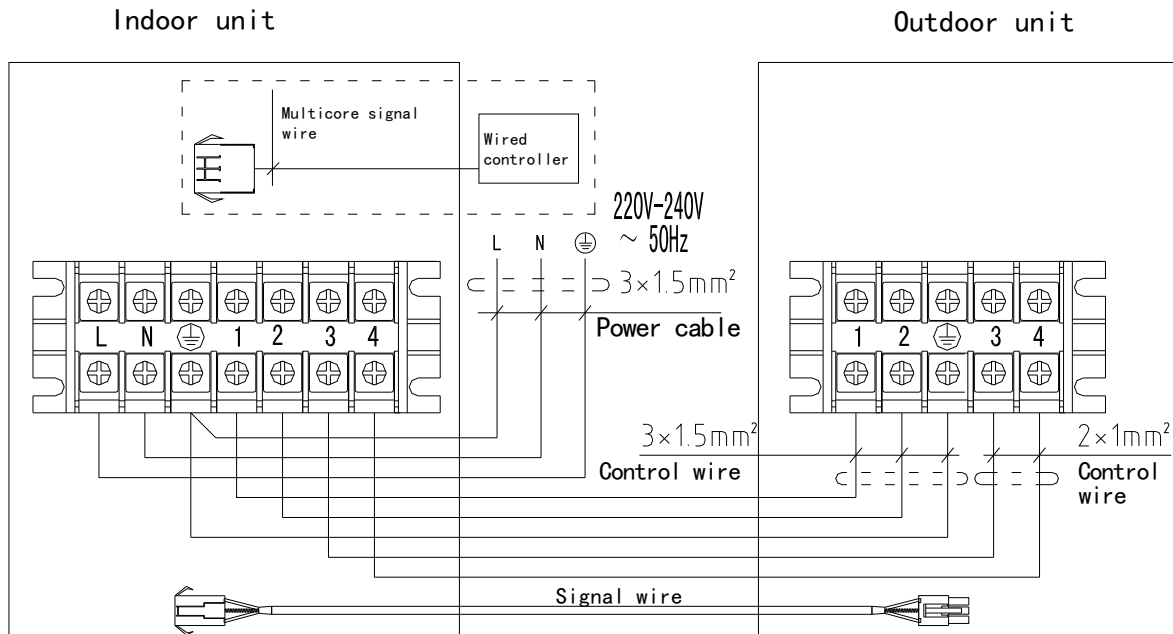 Indoor unit
Outdoor unit
Multicore signal
wire
Wired
controller
220V-240V
~ 50Hz
L N
3×1.5mm²
Power cable
L N 1 2 3 4
1 2 3 4
3×1.5mm²
Control wire
2×1mm²
Control
wire
Signal wire